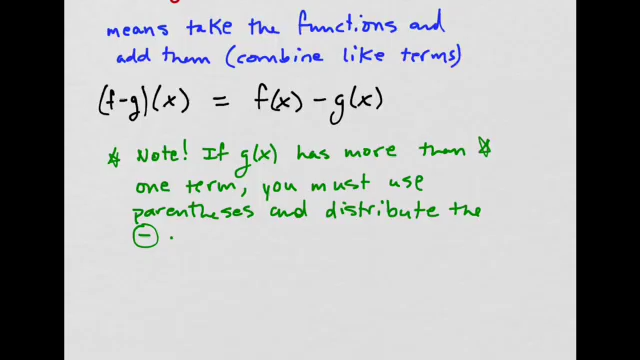 means take the functions and
add them (combine like terms)
(f-g)(x) = f(x) - g(x)
* Note! If g(x) has more than *
one term, you must use
parentheses and distribute the
- .